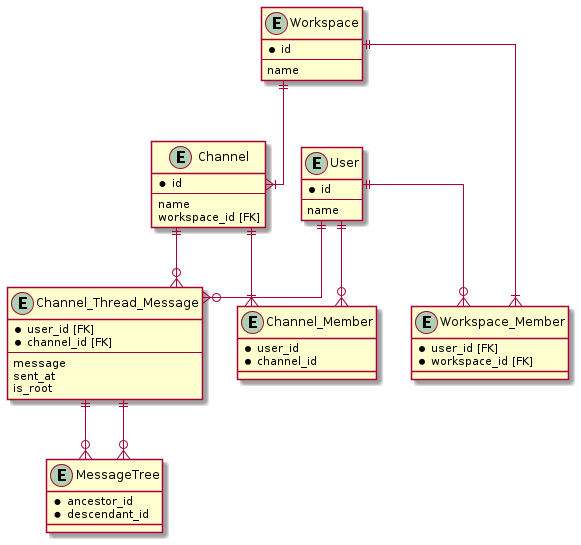 E Workspace
id
name
E Channel
id
name
workspace_id [FK]
E User
id
name
E Channel_Thread_Message
user_id [FK]
channel_id [FK]
message
sent_at
is_root
E Channel_Member
user_id
channel_id
E Workspace_Member
user_id [FK]
workspace_id [FK]
E MessageTree
ancestor_id
descendant_id